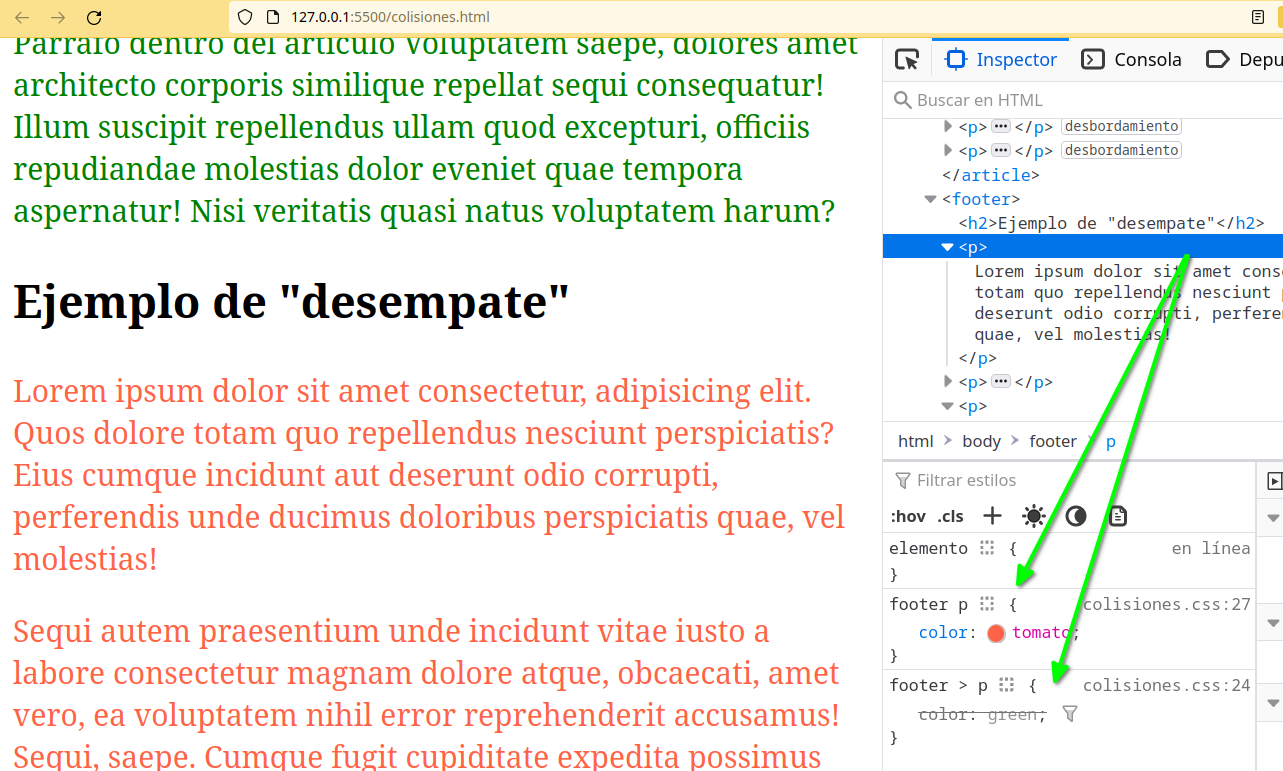 127.0.0.1:5500/colisiones.html
Párrafo dentro del artículo Voluptatem saepe, dolores amet
architecto corporis similique repellat sequi consequatur!
Illum suscipit repellendus ullam quod excepturi, officiis
repudiandae molestias dolor eveniet quae tempora
aspernatur! Nisi veritatis quasi natus voluptatem harum?
Ejemplo de "desempate"
Lorem ipsum dolor sit amet consectetur, adipisicing elit.
Quos dolore totam quo repellendus nesciunt perspiciatis?
Eius cumque incidunt aut deserunt odio corrupti,
perferendis unde ducimus doloribus perspiciatis quae, vel
molestias!
Sequi autem praesentium unde incidunt vitae iusto a
labore consectetur magnam dolore atque, obcaecati, amet
vero, ea voluptatem nihil error reprehenderit accusamus!
Sequi, saepe. Cumque fugit cupiditate expedita possimus
Inspector Consola Depu
Buscar en HTML
<p> ••• </p> desbordamiento
<p> ••• </p> desbordamiento
</article>
<footer>
<h2>Ejemplo de "desempate"</h2>
<p>
Lorem ipsum dolor sit amet conse
totam quo repellendus nesciunt p
deserunt odio corrupti, perferen
quae, vel molestias!
</p>
<p> ••• </p>
<p>
html > body > footer > p
Filtrar estilos
:hov .cls +
elemento { en línea
}
footer p { colisiones.css:27
color: tomato;
}
footer > p { colisiones.css:24
color: green;
}